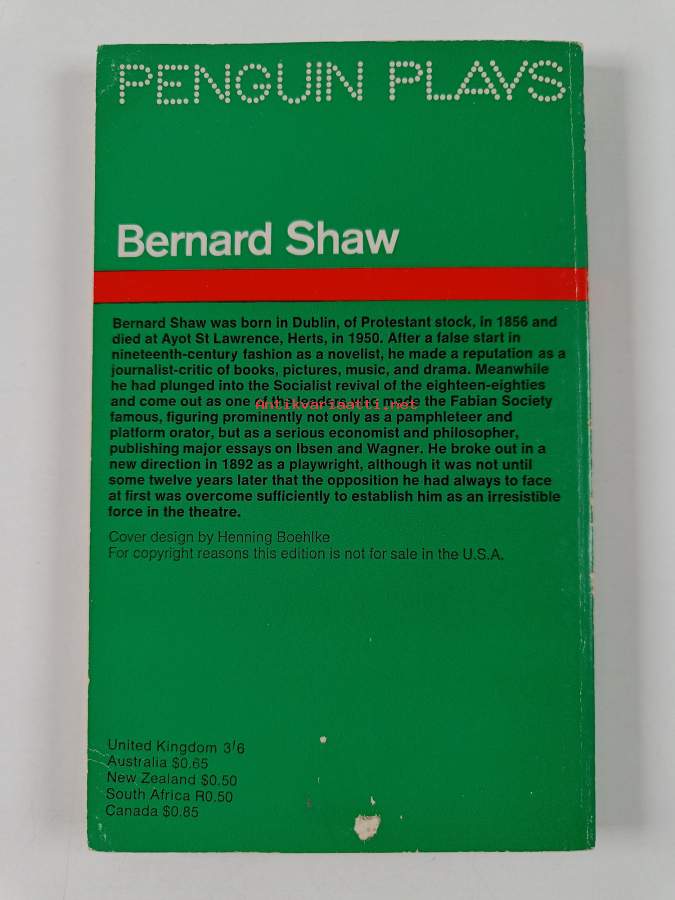 PENGUIN PLAYS
Bernard Shaw
Bernard Shaw was born in Dublin, of Protestant stock, in 1856 and
died at Ayot St Lawrence, Herts, in 1950. After a false start in
nineteenth-century fashion as a novelist, he made a reputation as a
journalist-critic of books, pictures, music, and drama. Meanwhile
he had plunged into the Socialist revival of the eighteen-eighties
and come out as one of the leaders who made the Fabian Society
Antikvariaatti.net
famous, figuring prominently not only as a pamphleteer and
platform orator, but as a serious economist and philosopher,
publishing major essays on Ibsen and Wagner. He broke out in a
new direction in 1892 as a playwright, although it was not until
some twelve years later that the opposition he had always to face
at first was overcome sufficiently to establish him as an irresistible
force in the theatre.
Cover design by Henning Boehlke
For copyright reasons this edition is not for sale in the U.S.A.
United Kingdom 3'6
Australia $0.65
New Zealand $0.50
South Africa R0.50
Canada $0.85